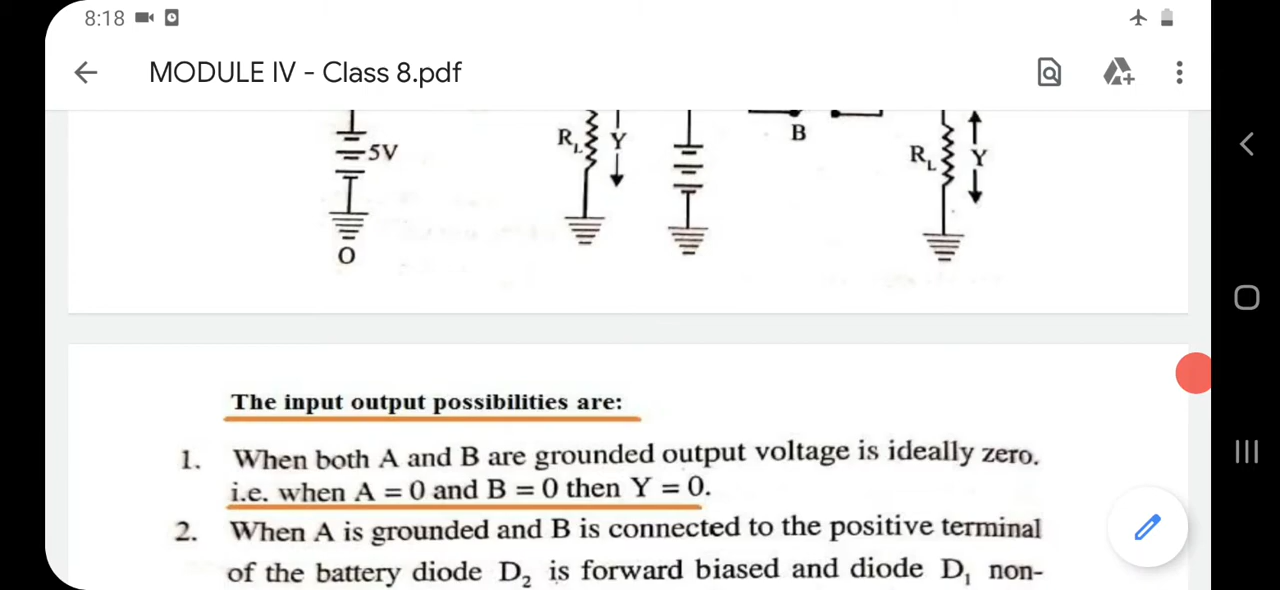 8:18
MODULE IV - Class 8.pdf
5V
R_L Y
B
R_L Y
O
The input output possibilities are:
1. When both A and B are grounded output voltage is ideally zero.
i.e. when A = 0 and B = 0 then Y = 0.
2. When A is grounded and B is connected to the positive terminal
of the battery diode D₂ is forward biased and diode D₁ non-